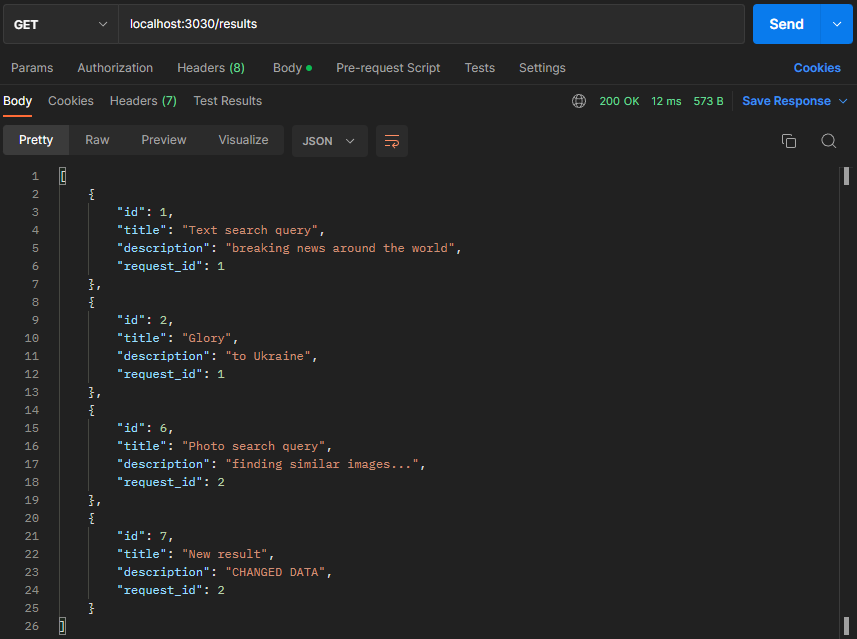 GET localhost:3030/results Send
Params Authorization Headers (8) Body Pre-request Script Tests Settings Cookies
Body Cookies Headers (7) Test Results 200 OK 12 ms 573 B Save Response
Pretty Raw Preview Visualize JSON
1 [
2 {
3 "id": 1,
4 "title": "Text search query",
5 "description": "breaking news around the world",
6 "request_id": 1
7 },
8 {
9 "id": 2,
10 "title": "Glory",
11 "description": "to Ukraine",
12 "request_id": 1
13 },
14 {
15 "id": 6,
16 "title": "Photo search query",
17 "description": "finding similar images...",
18 "request_id": 2
19 },
20 {
21 "id": 7,
22 "title": "New result",
23 "description": "CHANGED DATA",
24 "request_id": 2
25 }
26 ]